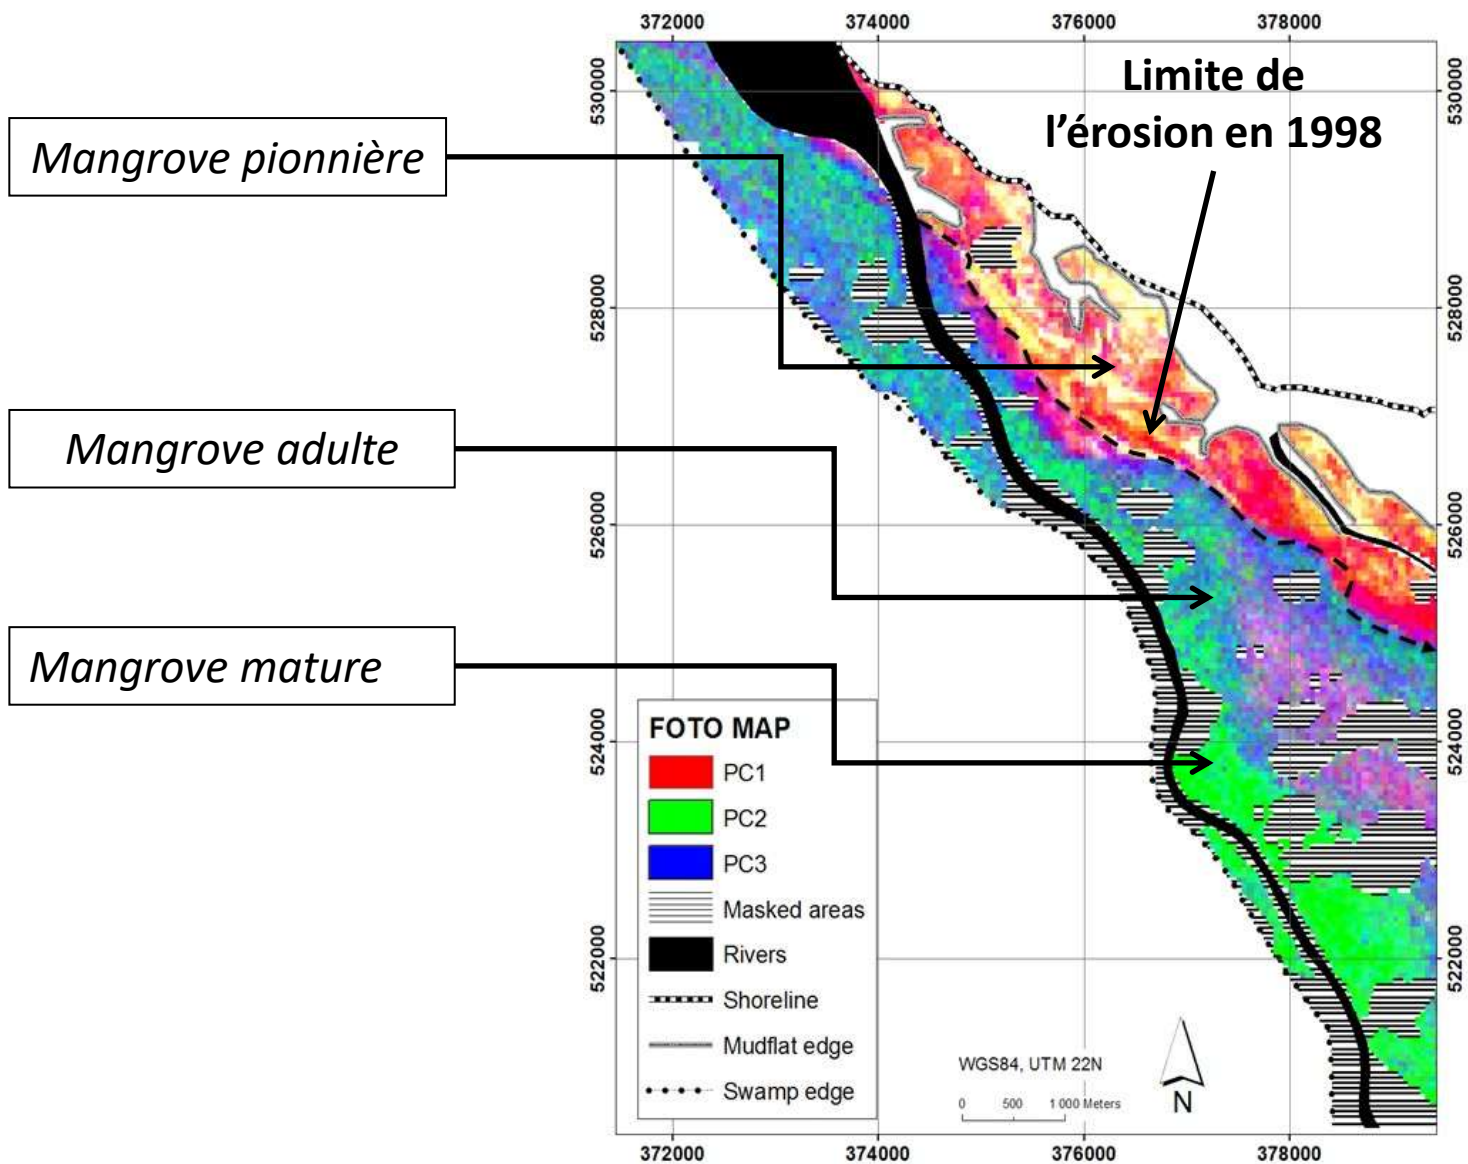 372000 374000 376000 378000
Limite de
l'érosion en 1998
530000 530000
Mangrove pionnière
528000 528000
Mangrove adulte
526000 526000
Mangrove mature
524000 524000
FOTO MAP
PC1
PC2
PC3
Masked areas
Rivers
522000 522000
Shoreline
Mudflat edge
Swamp edge
WGS84, UTM 22N
0 500 1 000 Meters
N
372000 374000 376000 378000